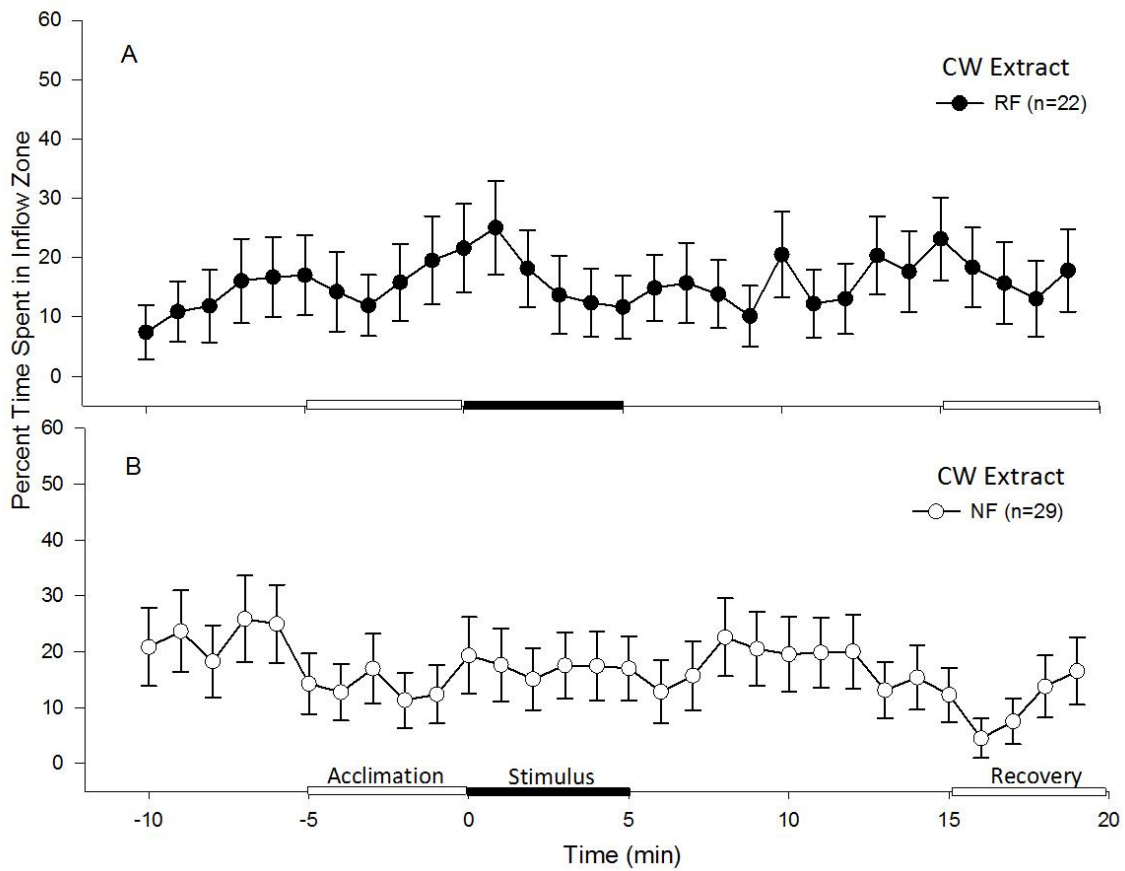 Percent Time Spent in Inflow Zone
60
A
CW Extract
50
RF (n=22)
40
30
20
10
0
60
B
CW Extract
50
NF (n=29)
40
30
20
10
0
Acclimation Stimulus Recovery
-10 -5 0 5 10 15 20
Time (min)